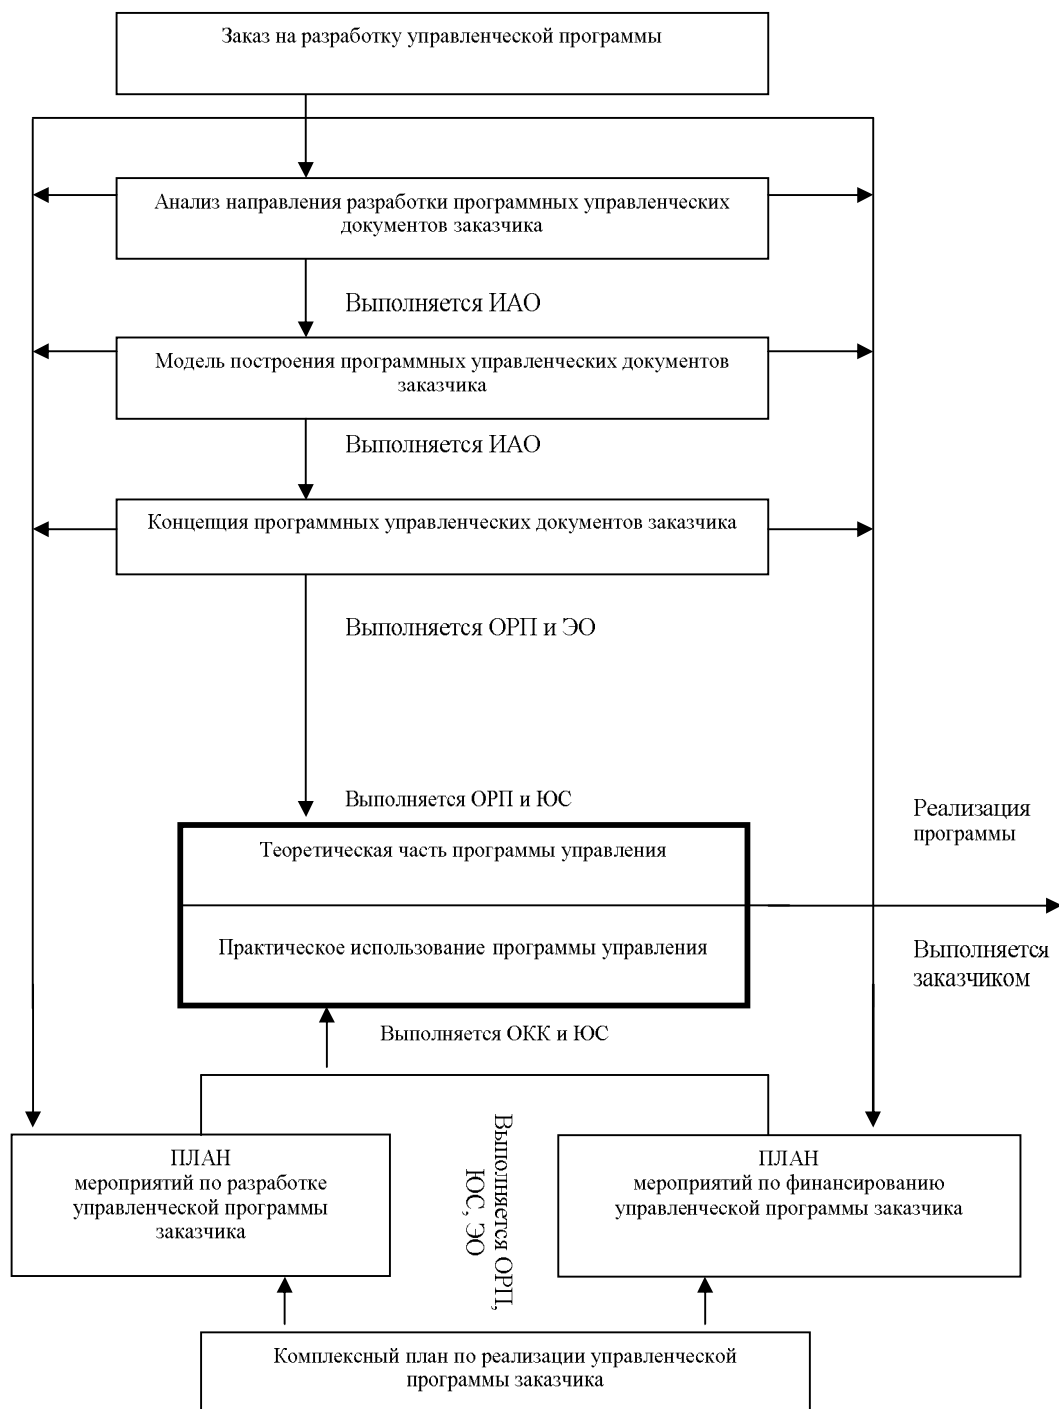 Заказ на разработку управленческой программы
Анализ направления разработки программных управленческих
документов заказчика
Выполняется ИАО
Модель построения программных управленческих документов
заказчика
Выполняется ИАО
Концепция программных управленческих документов заказчика
Выполняется ОРП и ЭО
Выполняется ОРП и ЮС
Реализация
программы
Теоретическая часть программы управления
Практическое использование программы управления
Выполняется
заказчиком
Выполняется ОКК и ЮС
Выполняется ОРП,
ЮС, ЭО
ПЛАН
мероприятий по разработке
управленческой программы
заказчика
ПЛАН
мероприятий по финансированию
управленческой программы заказчика
Комплексный план по реализации управленческой
программы заказчика